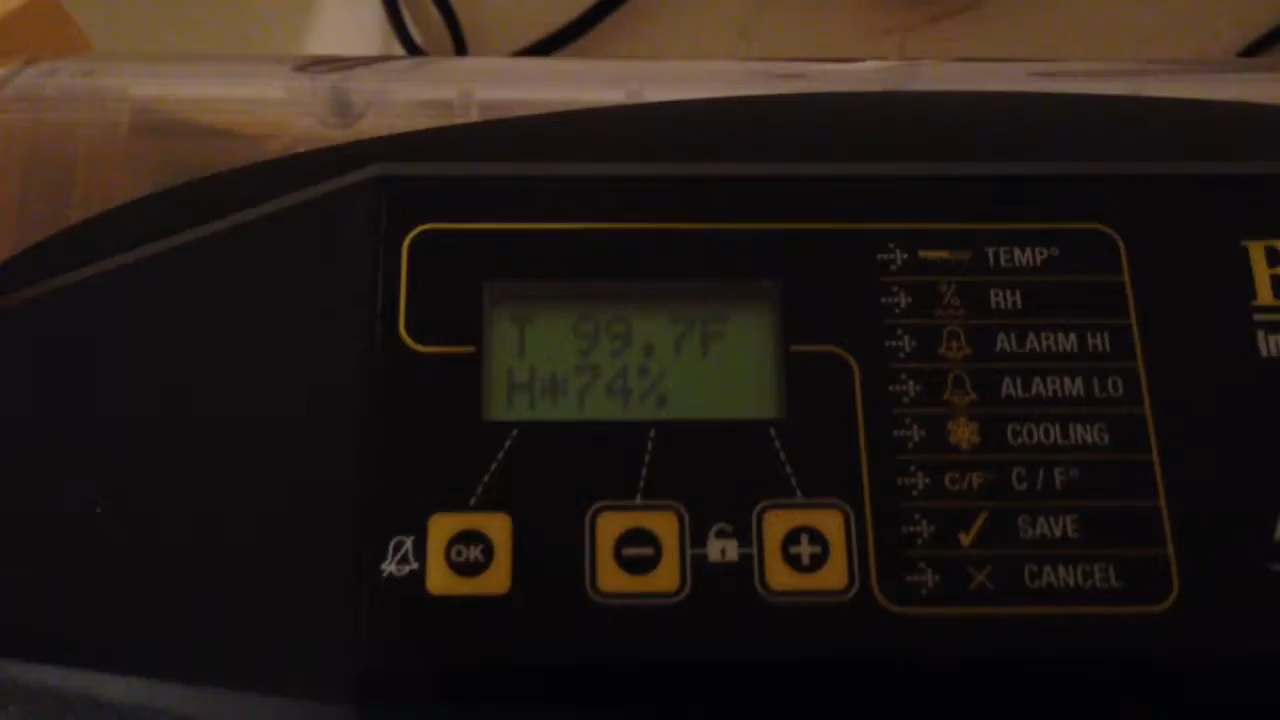 T 99.7F
H*74%
OK
TEMP°
% RH
ALARM HI
ALARM LO
COOLING
C/F° C / F°
SAVE
CANCEL